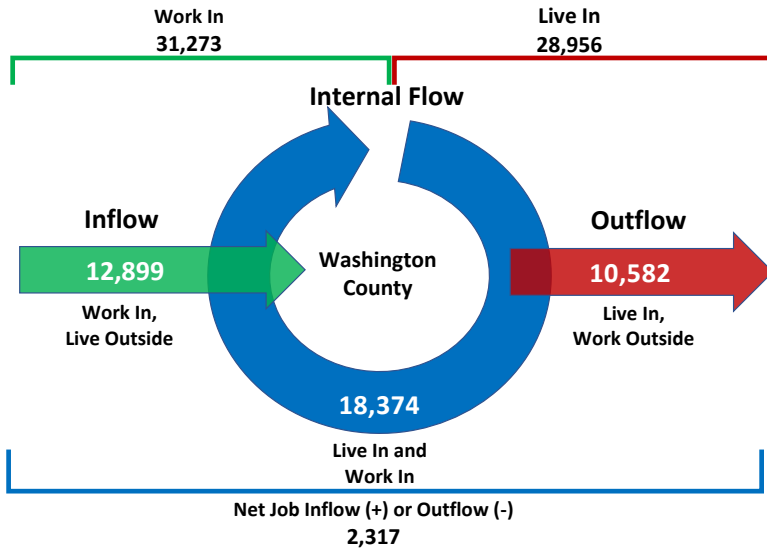 Work In
31,273
Live In
28,956
Internal Flow
Inflow
12,899
Work In,
Live Outside
Washington
County
Outflow
10,582
Live In,
Work Outside
18,374
Live In and
Work In
Net Job Inflow (+) or Outflow (-)
2,317